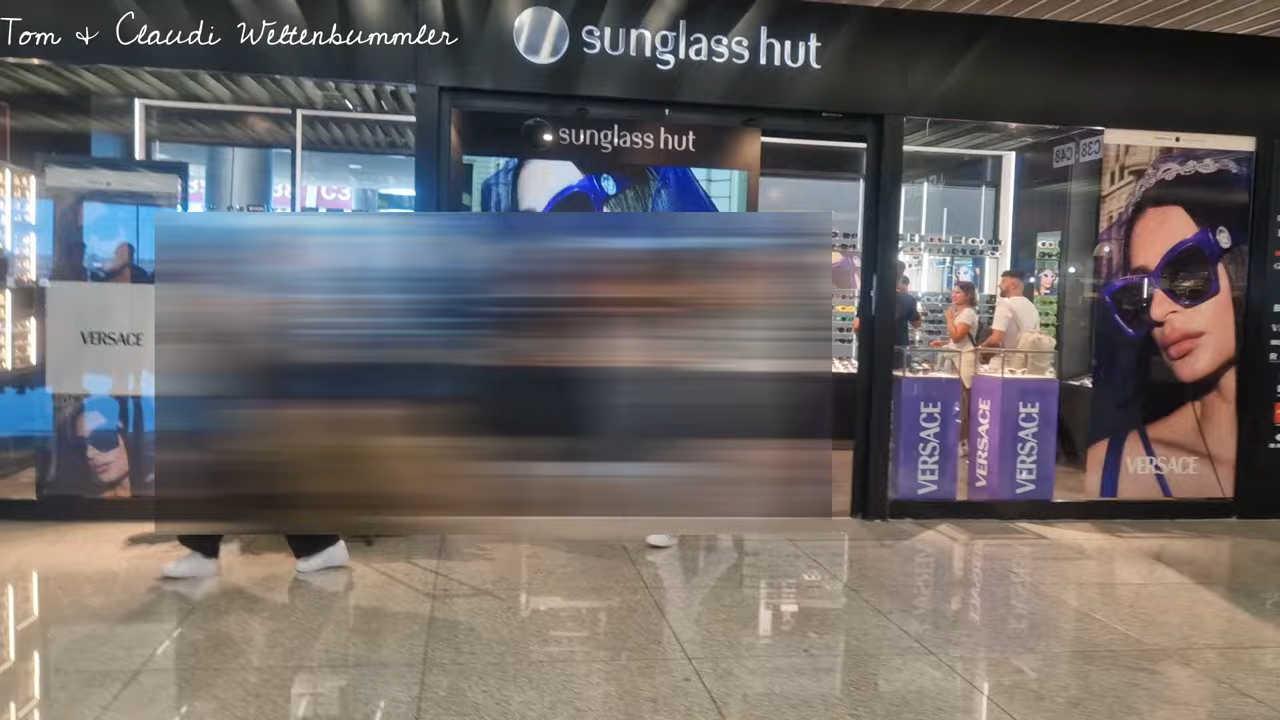 Tom & Claudi Weltenbummler
sunglass hut
sunglass hut
C38
C48
C3
VERSACE
VERSACE
VERSACE
VERSACE
VERSACE